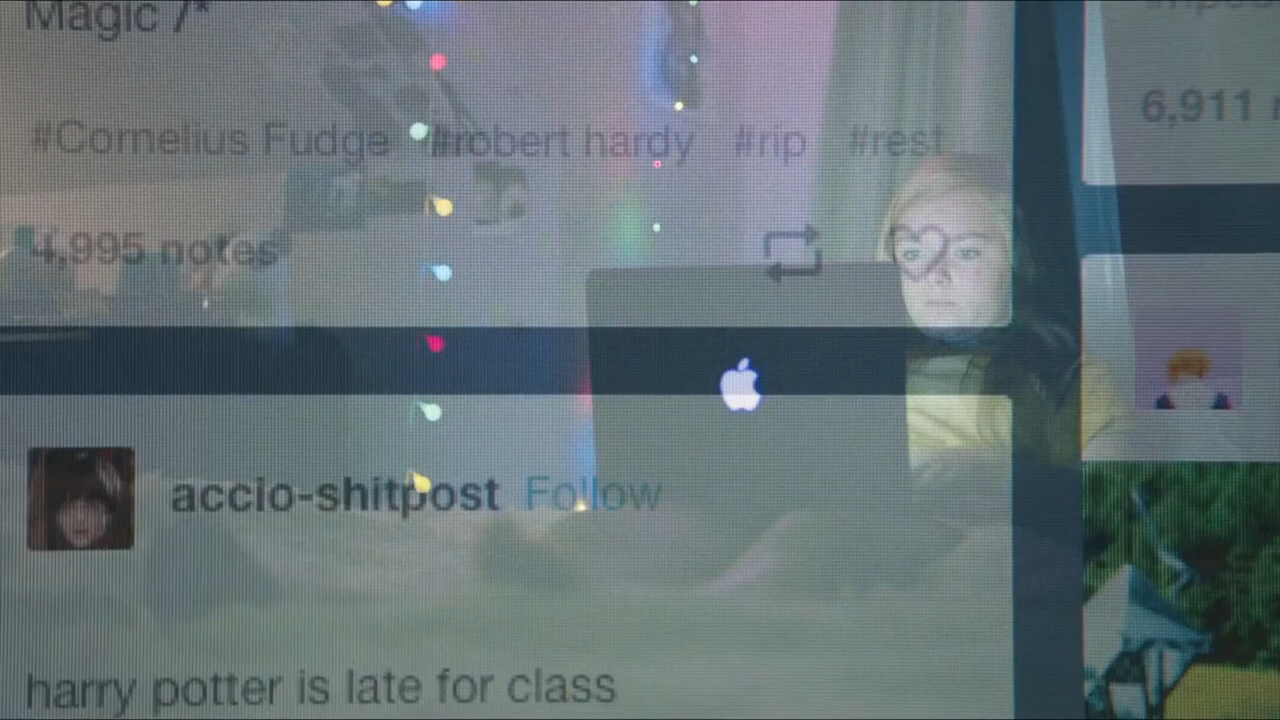 Magic /*
#Cornelius Fudge #robert hardy #rip #rest
6,911
4,995 notes
accio-shitpost Follow
harry potter is late for class